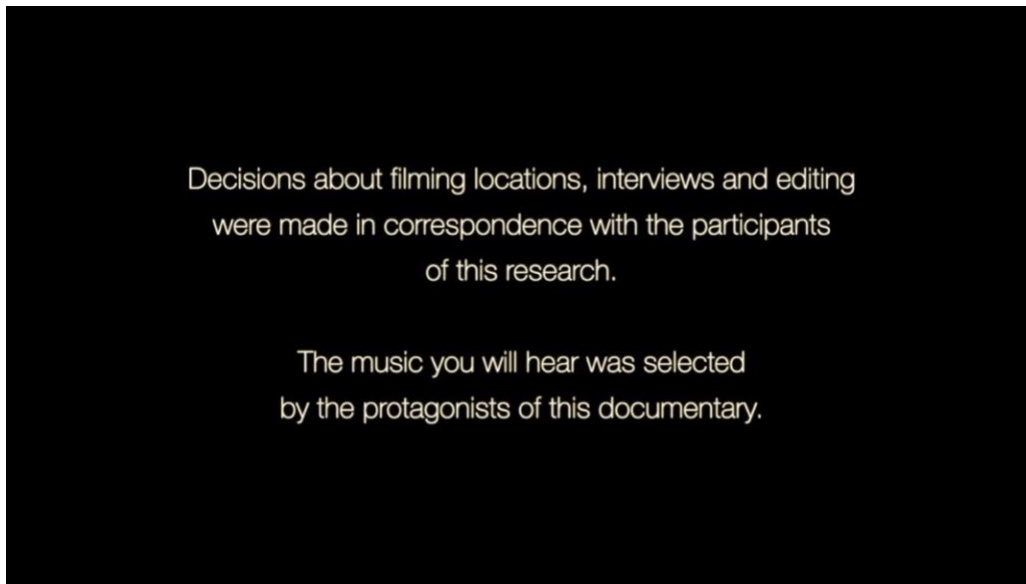 Decisions about filming locations, interviews and editing
were made in correspondence with the participants
of this research.
The music you will hear was selected
by the protagonists of this documentary.